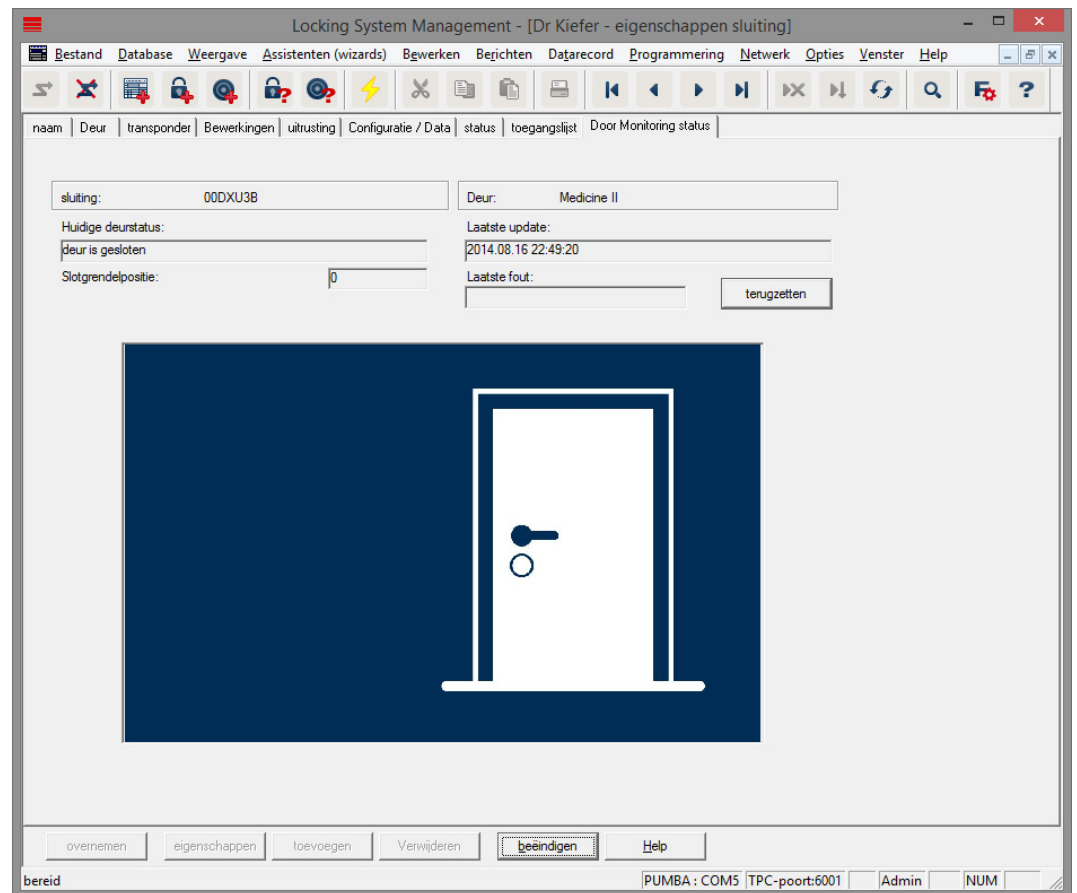 Locking System Management - [Dr Kiefer - eigenschappen sluiting]
Bestand Database Weergave Assistenten (wizards) Bewerken Berichten Datarecord Programmering Netwerk Opties Venster Help
naam Deur transponder Bewerkingen uitrusting Configuratie / Data status toegangslijst Door Monitoring status
sluiting: 00DXU3B Deur: Medicine II
Huidige deurstatus: Laatste update:
deur is gesloten 2014.08.16 22:49:20
Slotgrendelpositie: 0 Laatste fout:
terugzetten
overnemen eigenschappen toevoegen Verwijderen beëindigen Help
bereid PUMBA : COM5 TPC-poort:6001 Admin NUM